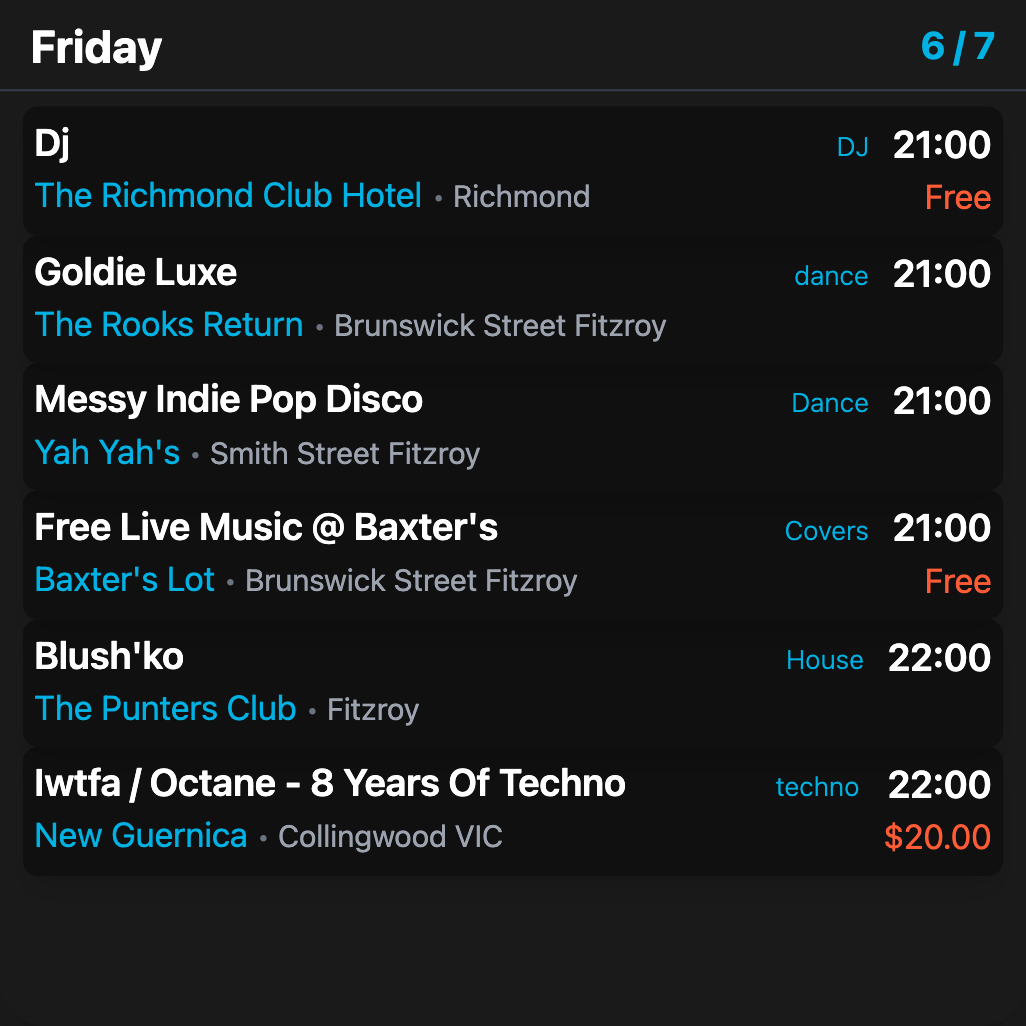 Friday 6 / 7
Dj DJ 21:00
The Richmond Club Hotel • Richmond Free
Goldie Luxe dance 21:00
The Rooks Return • Brunswick Street Fitzroy
Messy Indie Pop Disco Dance 21:00
Yah Yah's • Smith Street Fitzroy
Free Live Music @ Baxter's Covers 21:00
Baxter's Lot • Brunswick Street Fitzroy Free
Blush'ko House 22:00
The Punters Club • Fitzroy
Iwtfa / Octane - 8 Years Of Techno techno 22:00
New Guernica • Collingwood VIC $20.00